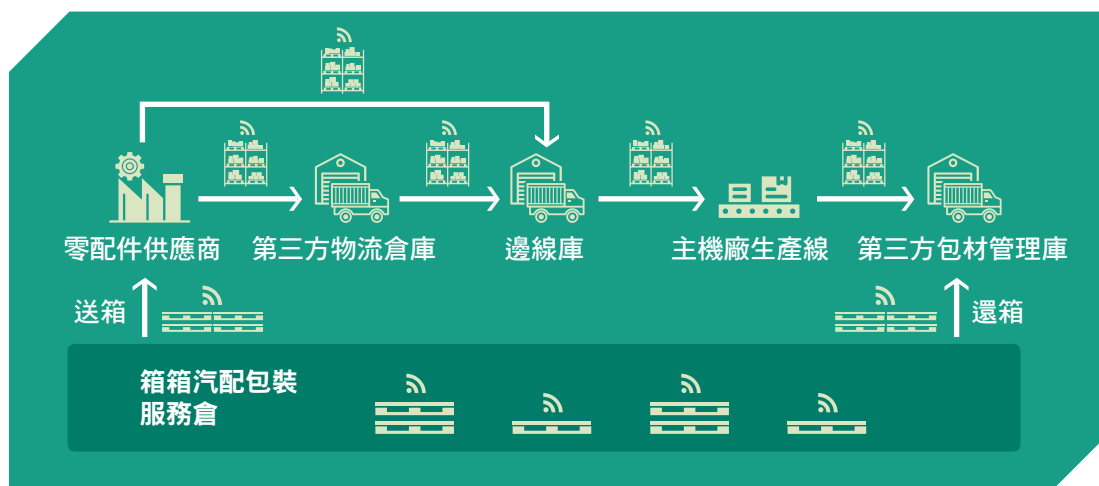 零配件供應商
第三方物流倉庫
邊線庫
主機廠生產線
第三方包材管理庫
送箱
還箱
箱箱汽配包裝
服務倉